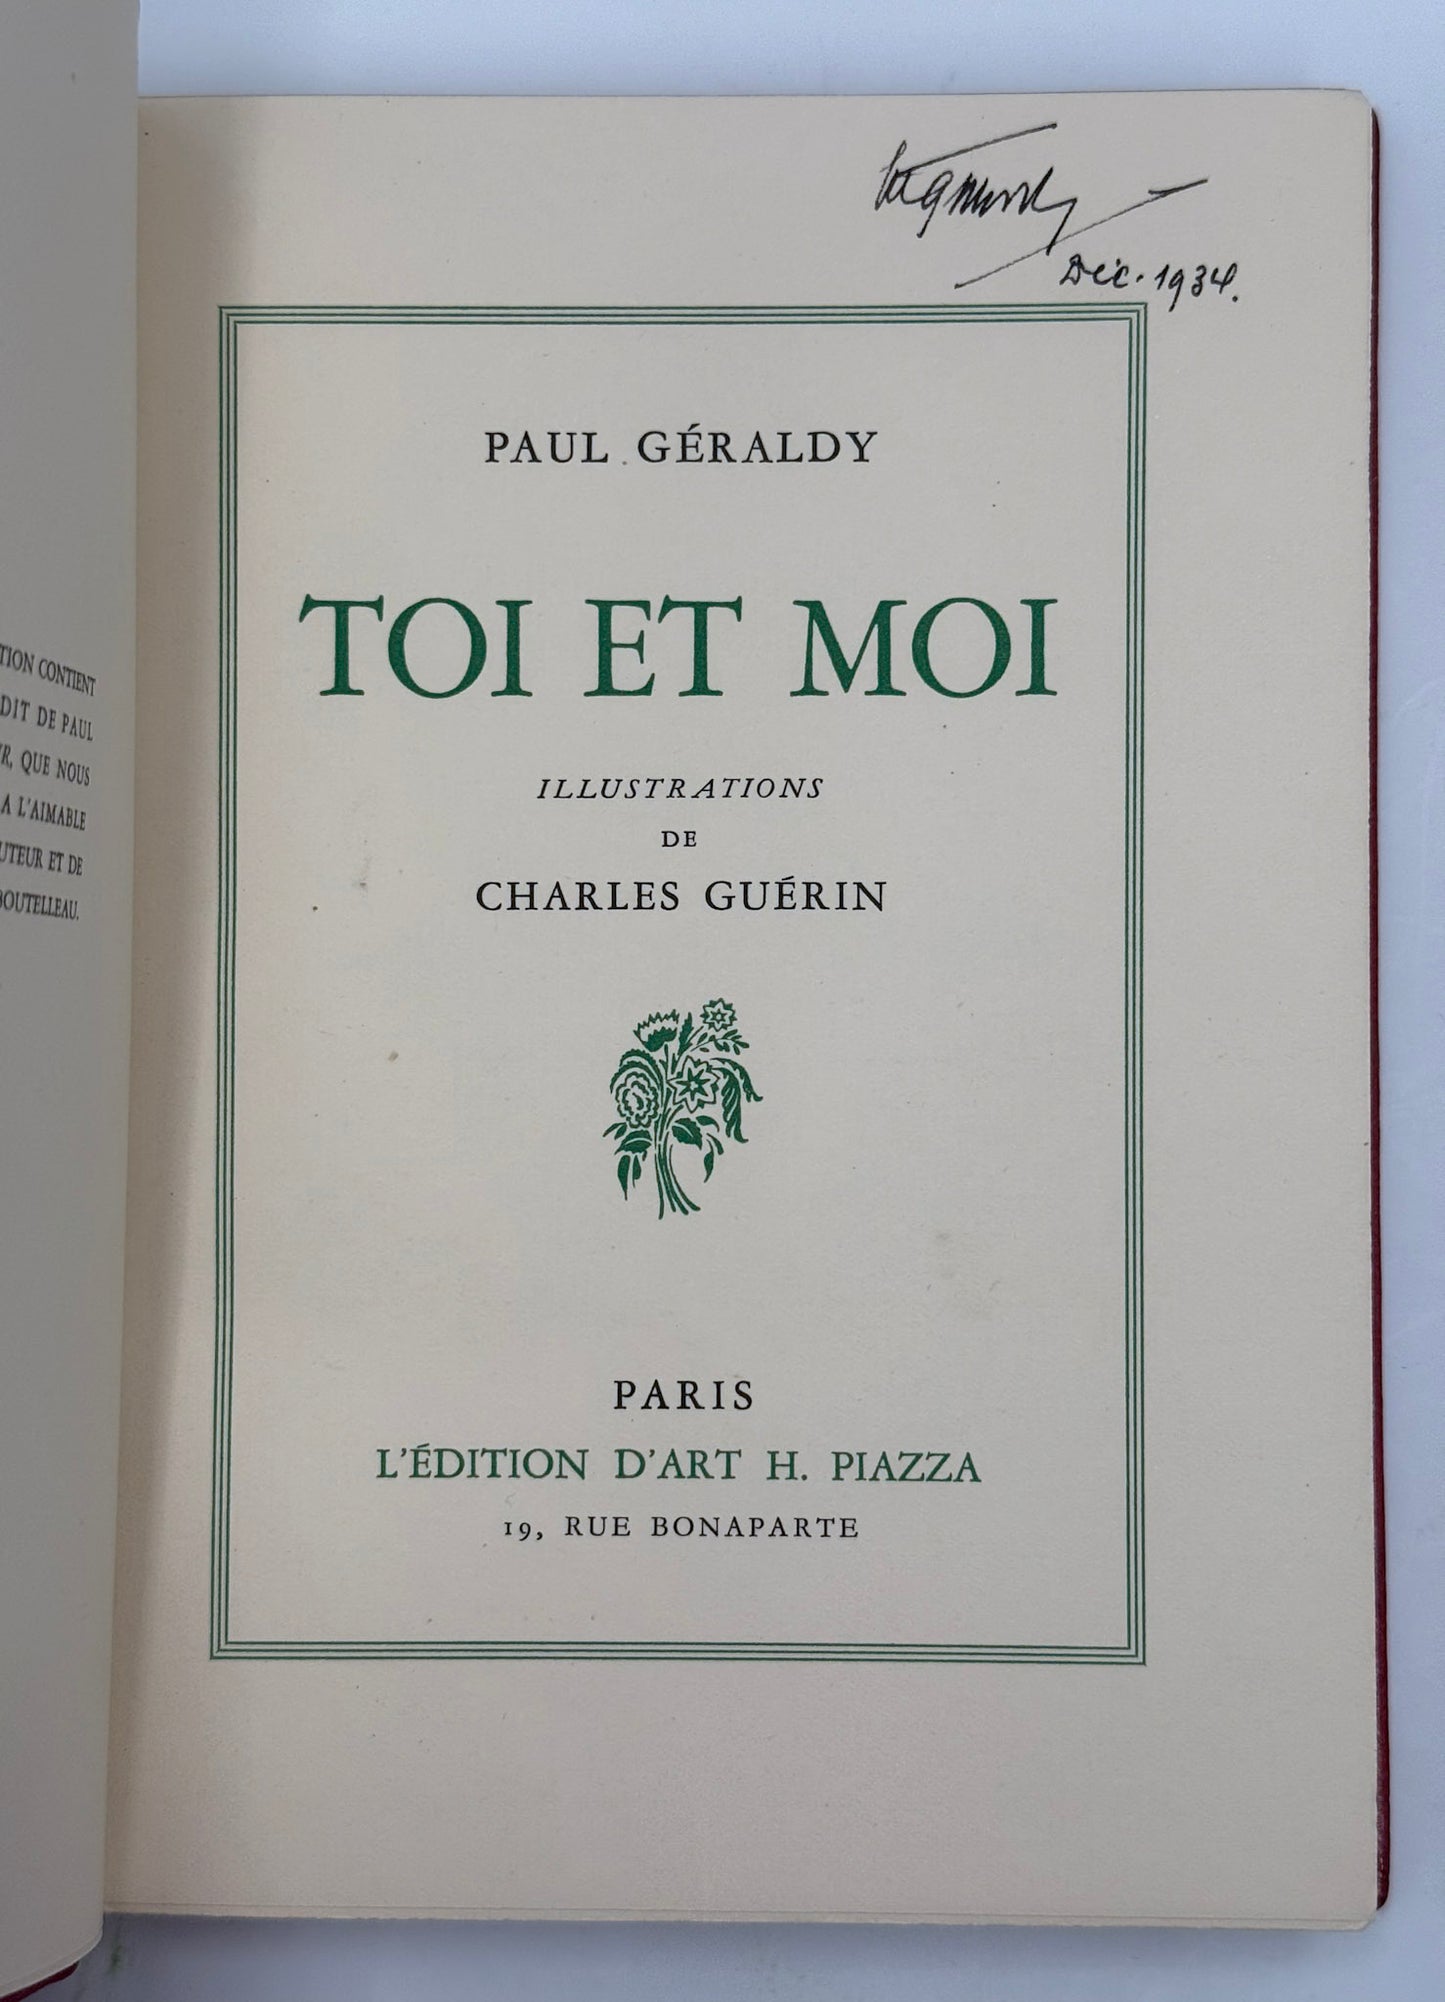 TION CONTIENT
DIT DE PAUL
R, QUE NOUS
A L'AIMABLE
UTEUR ET DE
BOUTELLEAU.
Déc. 1934.
PAUL GÉRALDY
TOI ET MOI
ILLUSTRATIONS
DE
CHARLES GUÉRIN
PARIS
L'ÉDITION D'ART H. PIAZZA
19, RUE BONAPARTE